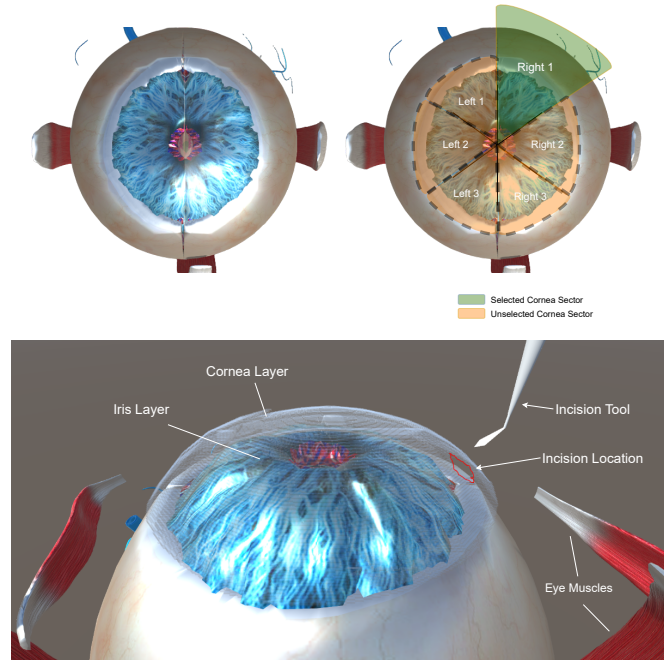 Right 1
Left 1
Left 2
Right 2
Left 3
Right 3
Selected Cornea Sector
Unselected Cornea Sector
Cornea Layer
Iris Layer
Incision Tool
Incision Location
Eye Muscles